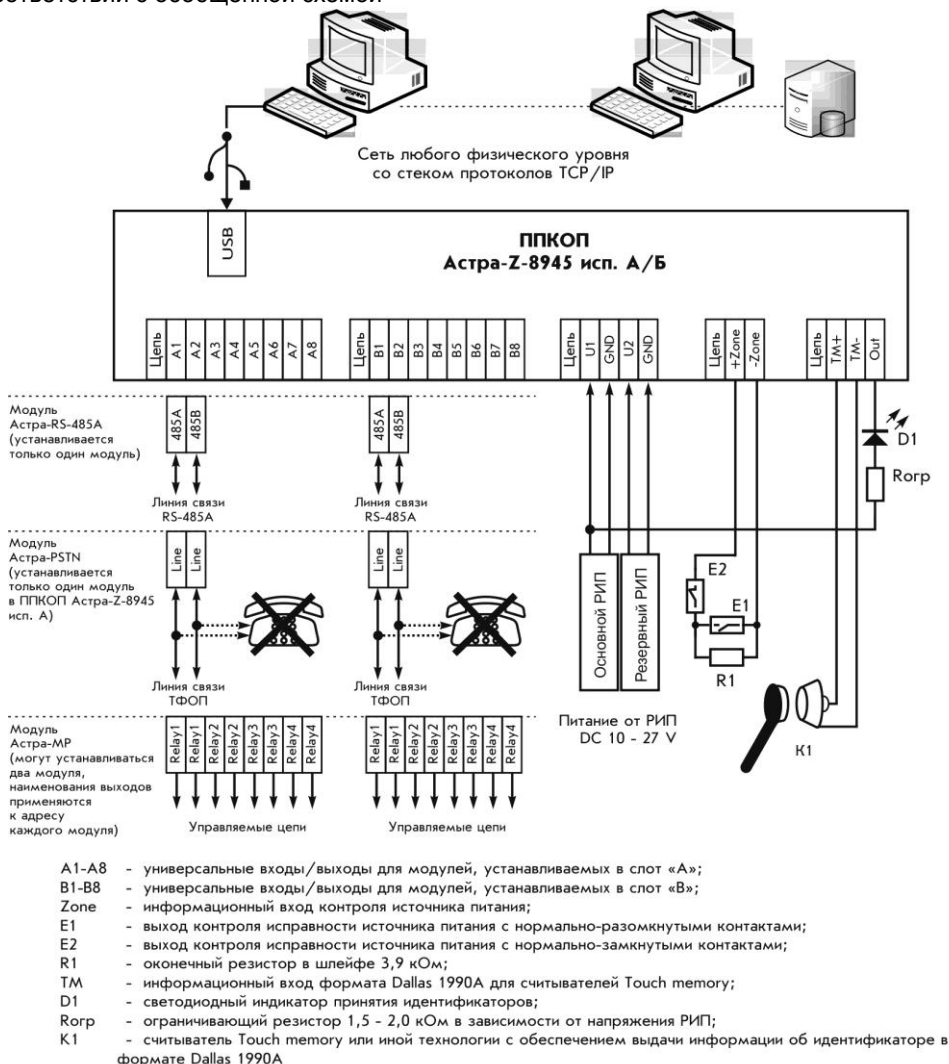 соответствии с обобщенной схемой
Сеть любого физического уровня
со стеком протоколов TCP/IP
USB
ППКОП
Астра-Z-8945 исп. А/Б
Цепь
A1
A2
A3
A4
A5
A6
A7
A8
Цепь
B1
B2
B3
B4
B5
B6
B7
B8
Цепь
U1
GND
U2
GND
Цепь
+Zone
-Zone
Цепь
TM+
TM-
Out
Модуль
Астра-RS-485A
(устанавливается
только один модуль)
485A
485B
485A
485B
Линия связи
RS-485A
Линия связи
RS-485A
D1
Rогр
Модуль
Астра-PSTN
(устанавливается
только один модуль
в ППКОП Астра-Z-8945
исп. А)
Line
Line
Line
Line
Линия связи
ТФОП
Линия связи
ТФОП
Основной РИП
Резервный РИП
E2
E1
R1
K1
Питание от РИП
DC 10 - 27 V
Модуль
Астра-МР
(могут устанавливаться
два модуля,
наименования выходов
применяются
к адресу
каждого модуля)
Relay1
Relay1
Relay2
Relay2
Relay3
Relay3
Relay4
Relay4
Relay1
Relay1
Relay2
Relay2
Relay3
Relay3
Relay4
Relay4
Управляемые цепи
Управляемые цепи
A1-A8 - универсальные входы/выходы для модулей, устанавливаемых в слот «А»;
B1-B8 - универсальные входы/выходы для модулей, устанавливаемых в слот «В»;
Zone - информационный вход контроля источника питания;
E1 - выход контроля исправности источника питания с нормально-разомкнутыми контактами;
E2 - выход контроля исправности источника питания с нормально-замкнутыми контактами;
R1 - оконечный резистор в шлейфе 3,9 кОм;
TM - информационный вход формата Dallas 1990A для считывателей Touch memory;
D1 - светодиодный индикатор принятия идентификаторов;
Rогр - ограничивающий резистор 1,5 - 2,0 кОм в зависимости от напряжения РИП;
K1 - считыватель Touch memory или иной технологии с обеспечением выдачи информации об идентификаторе в
формате Dallas 1990A